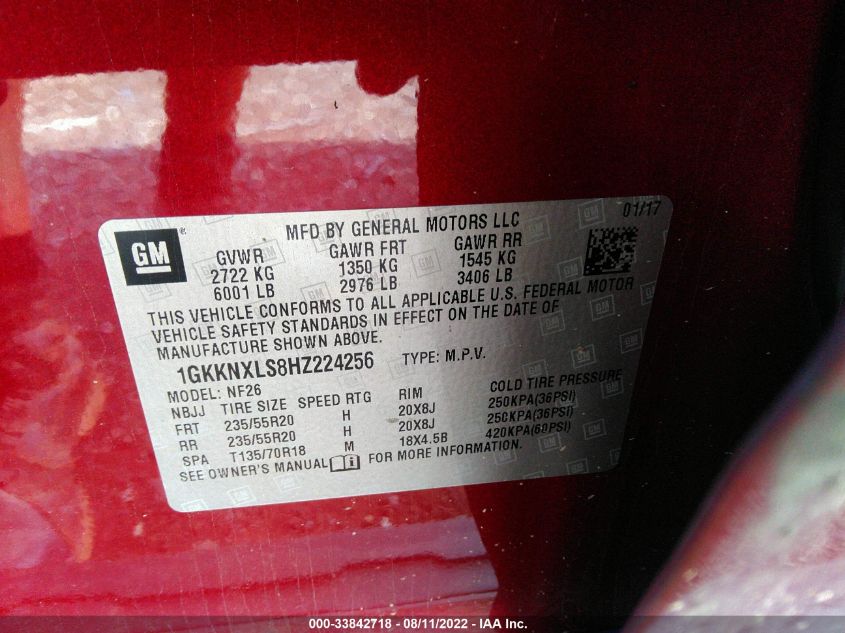 GM
MFD BY GENERAL MOTORS LLC
01/17
GVWR GAWR FRT GAWR RR
2722 KG 1350 KG 1545 KG
6001 LB 2976 LB 3406 LB
THIS VEHICLE CONFORMS TO ALL APPLICABLE U.S. FEDERAL MOTOR
VEHICLE SAFETY STANDARDS IN EFFECT ON THE DATE OF
MANUFACTURE SHOWN ABOVE.
1GKKNXLS8HZ224256 TYPE: M.P.V.
MODEL: NF26
NBJJ TIRE SIZE SPEED RTG RIM COLD TIRE PRESSURE
FRT 235/55R20 H 20X8J 250KPA(36PSI)
RR 235/55R20 H 20X8J 250KPA(36PSI)
SPA T135/70R18 M 18X4.5B 420KPA(60PSI)
SEE OWNER'S MANUAL FOR MORE INFORMATION.
000-33842718 - 08/11/2022 - IAA Inc.